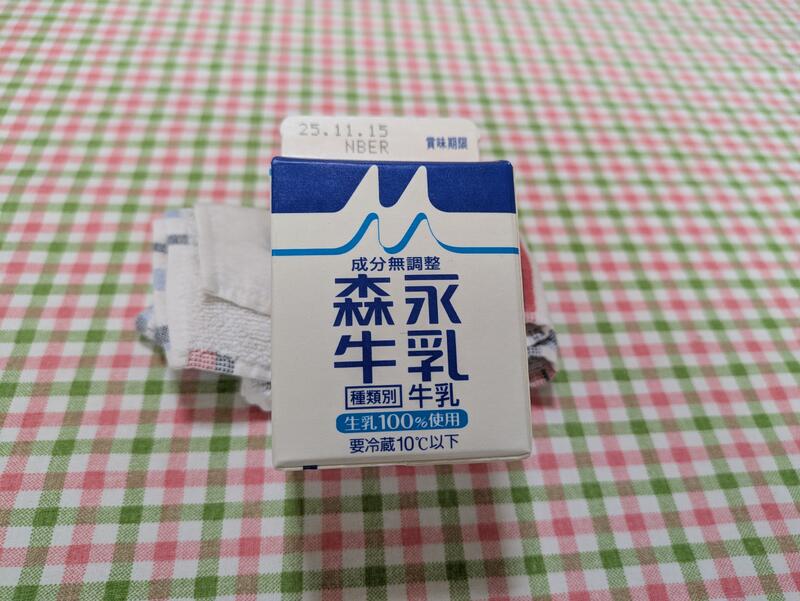 25.11.15
NBER 賞味期限
成分無調整
森永
牛乳
種類別 牛乳
生乳100%使用
要冷蔵10℃以下